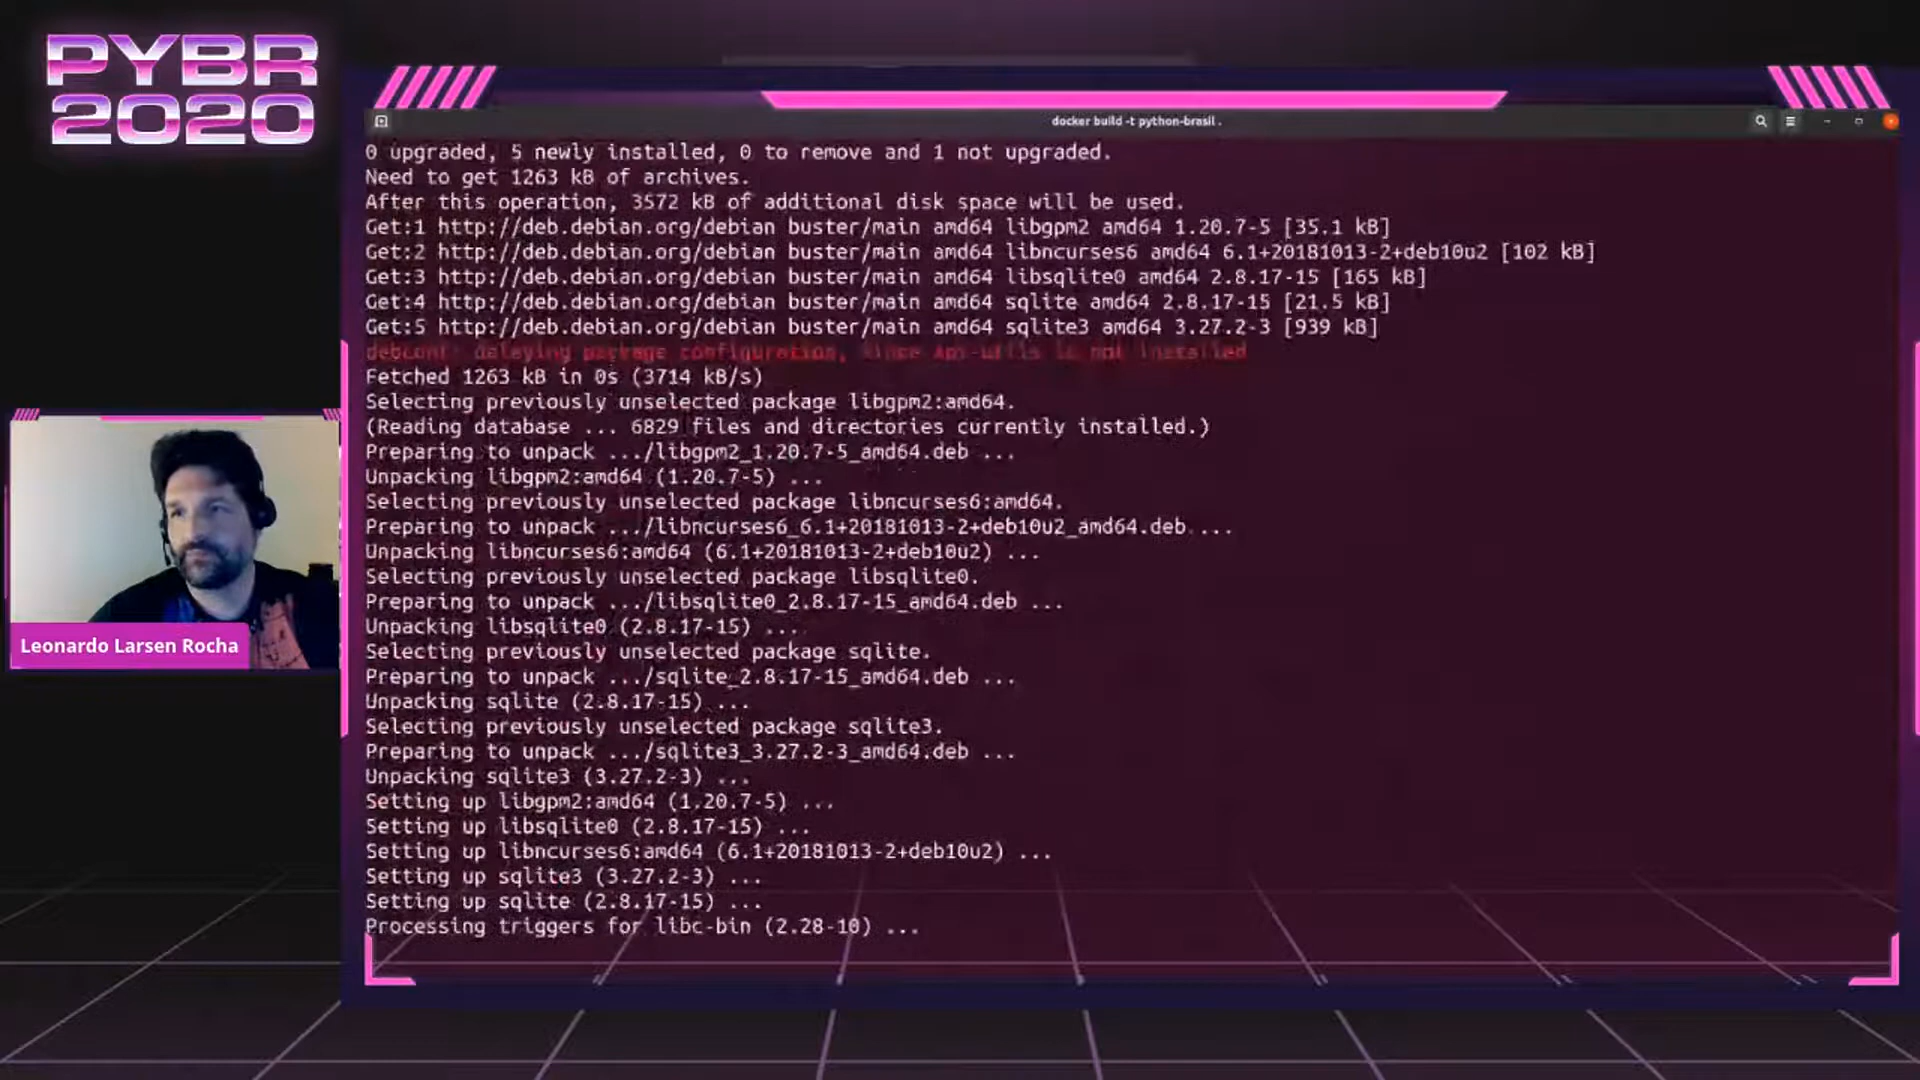 PYBR
2020
docker build -t python-brasil .
0 upgraded, 5 newly installed, 0 to remove and 1 not upgraded.
Need to get 1263 kB of archives.
After this operation, 3572 kB of additional disk space will be used.
Get:1 http://deb.debian.org/debian buster/main amd64 libgpm2 amd64 1.20.7-5 [35.1 kB]
Get:2 http://deb.debian.org/debian buster/main amd64 libncurses6 amd64 6.1+20181013-2+deb10u2 [102 kB]
Get:3 http://deb.debian.org/debian buster/main amd64 libsqlite0 amd64 2.8.17-15 [165 kB]
Get:4 http://deb.debian.org/debian buster/main amd64 sqlite amd64 2.8.17-15 [21.5 kB]
Get:5 http://deb.debian.org/debian buster/main amd64 sqlite3 amd64 3.27.2-3 [939 kB]
debconf: delaying package configuration, since apt-utils is not installed
Fetched 1263 kB in 0s (3714 kB/s)
Selecting previously unselected package libgpm2:amd64.
(Reading database ... 6829 files and directories currently installed.)
Preparing to unpack .../libgpm2_1.20.7-5_amd64.deb ...
Unpacking libgpm2:amd64 (1.20.7-5) ...
Selecting previously unselected package libncurses6:amd64.
Preparing to unpack .../libncurses6_6.1+20181013-2+deb10u2_amd64.deb ...
Unpacking libncurses6:amd64 (6.1+20181013-2+deb10u2) ...
Selecting previously unselected package libsqlite0.
Preparing to unpack .../libsqlite0_2.8.17-15_amd64.deb ...
Unpacking libsqlite0 (2.8.17-15) ...
Selecting previously unselected package sqlite.
Preparing to unpack .../sqlite_2.8.17-15_amd64.deb ...
Unpacking sqlite (2.8.17-15) ...
Selecting previously unselected package sqlite3.
Preparing to unpack .../sqlite3_3.27.2-3_amd64.deb ...
Unpacking sqlite3 (3.27.2-3) ...
Setting up libgpm2:amd64 (1.20.7-5) ...
Setting up libsqlite0 (2.8.17-15) ...
Setting up libncurses6:amd64 (6.1+20181013-2+deb10u2) ...
Setting up sqlite3 (3.27.2-3) ...
Setting up sqlite (2.8.17-15) ...
Processing triggers for libc-bin (2.28-10) ...
Leonardo Larsen Rocha